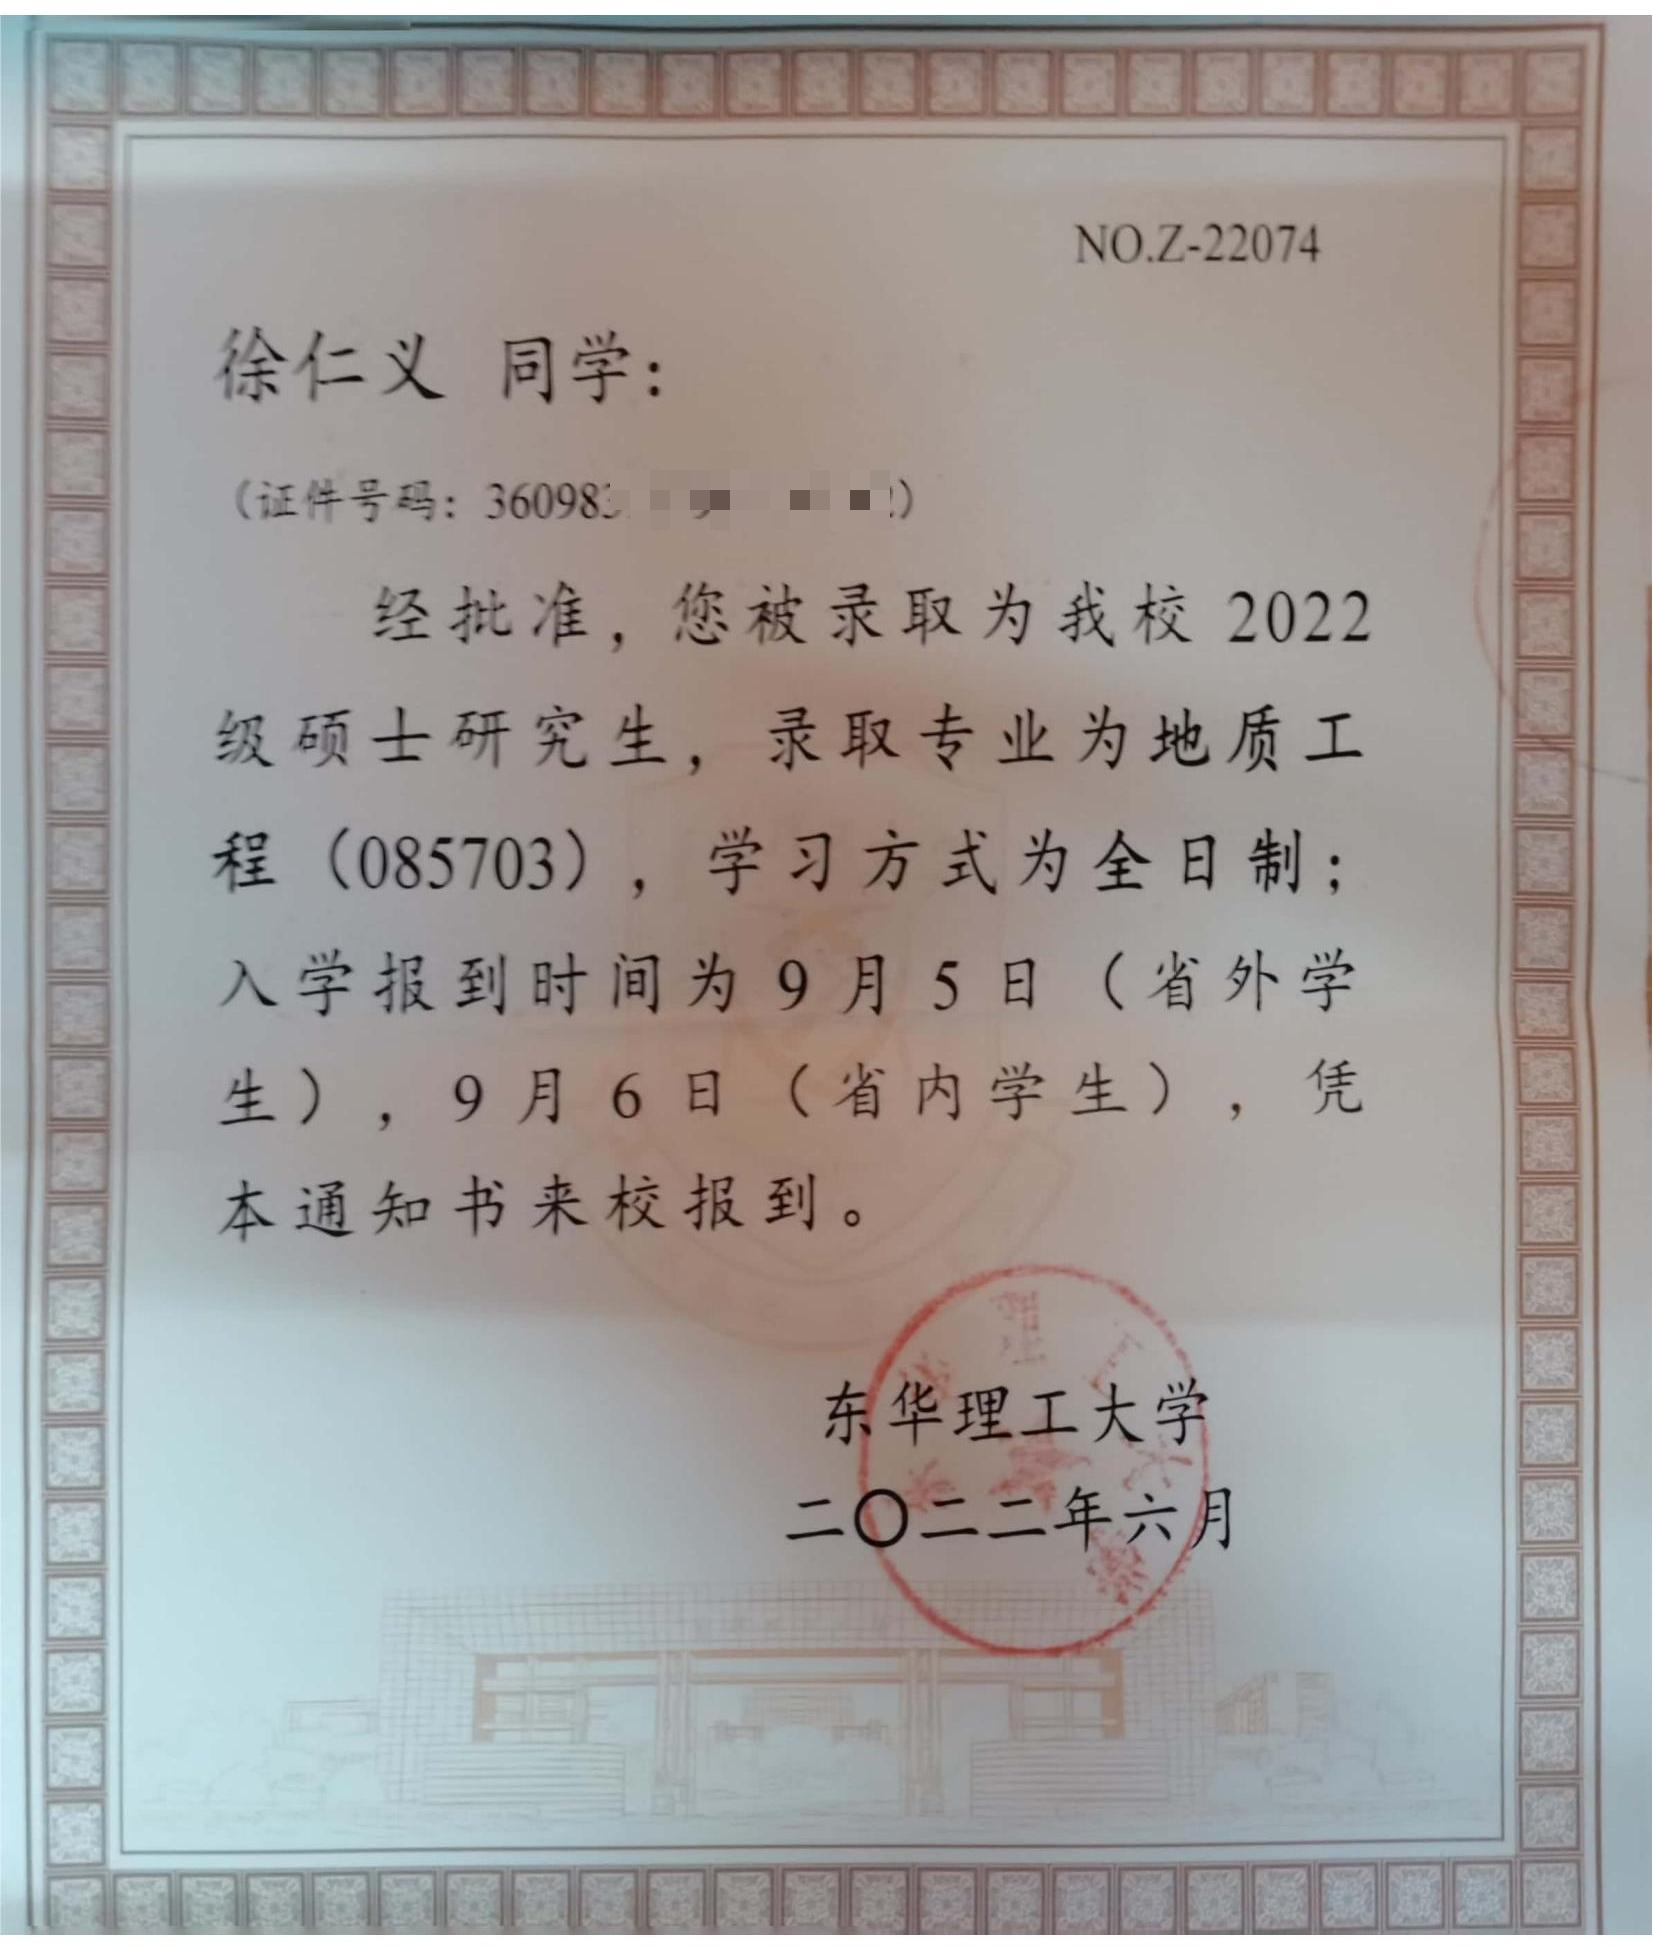 NO.Z-22074
徐仁义 同学：
（证件号码：36098
经批准，您被录取为我校 2022
级硕士研究生，录取专业为地质工
程（085703），学习方式为全日制；
入学报到时间为 9 月 5 日（省外学
生），9 月 6 日（省内学生），凭
本通知书来校报到。
东华理工大学
二〇二二年六月